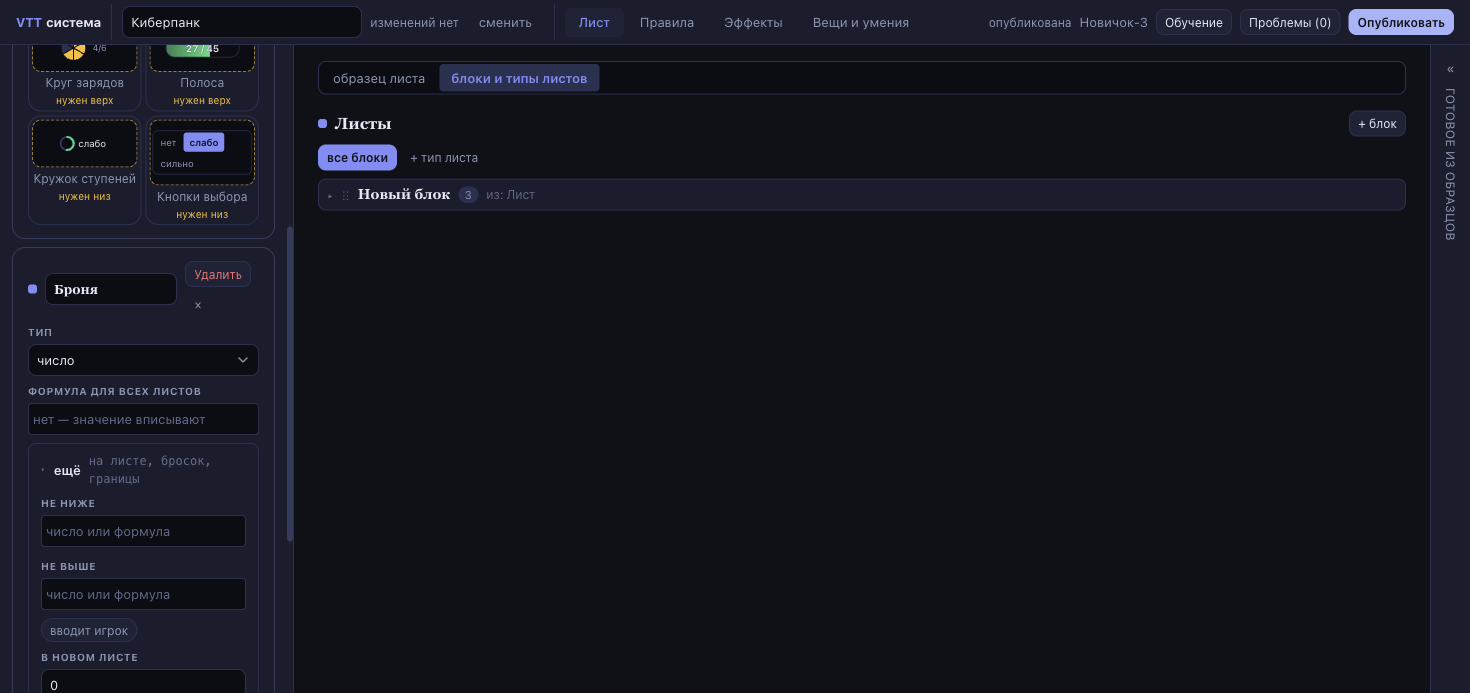 VTT система
Киберпанк
изменений нет
сменить
Лист
Правила
Эффекты
Вещи и умения
опубликована
Новичок-3
Обучение
Проблемы (0)
Опубликовать
4/6
27 / 45
Круг зарядов
нужен верх
Полоса
нужен верх
слабо
Кружок ступеней
нужен низ
нет
слабо
сильно
Кнопки выбора
нужен низ
Броня
Удалить
×
ТИП
число
ФОРМУЛА ДЛЯ ВСЕХ ЛИСТОВ
нет — значение вписывают
ещё
на листе, бросок,
границы
НЕ НИЖЕ
число или формула
НЕ ВЫШЕ
число или формула
вводит игрок
В НОВОМ ЛИСТЕ
0
образец листа
блоки и типы листов
Листы
+ блок
все блоки
+ тип листа
Новый блок
3
из: Лист
«
ГОТОВОЕ ИЗ ОБРАЗЦОВ